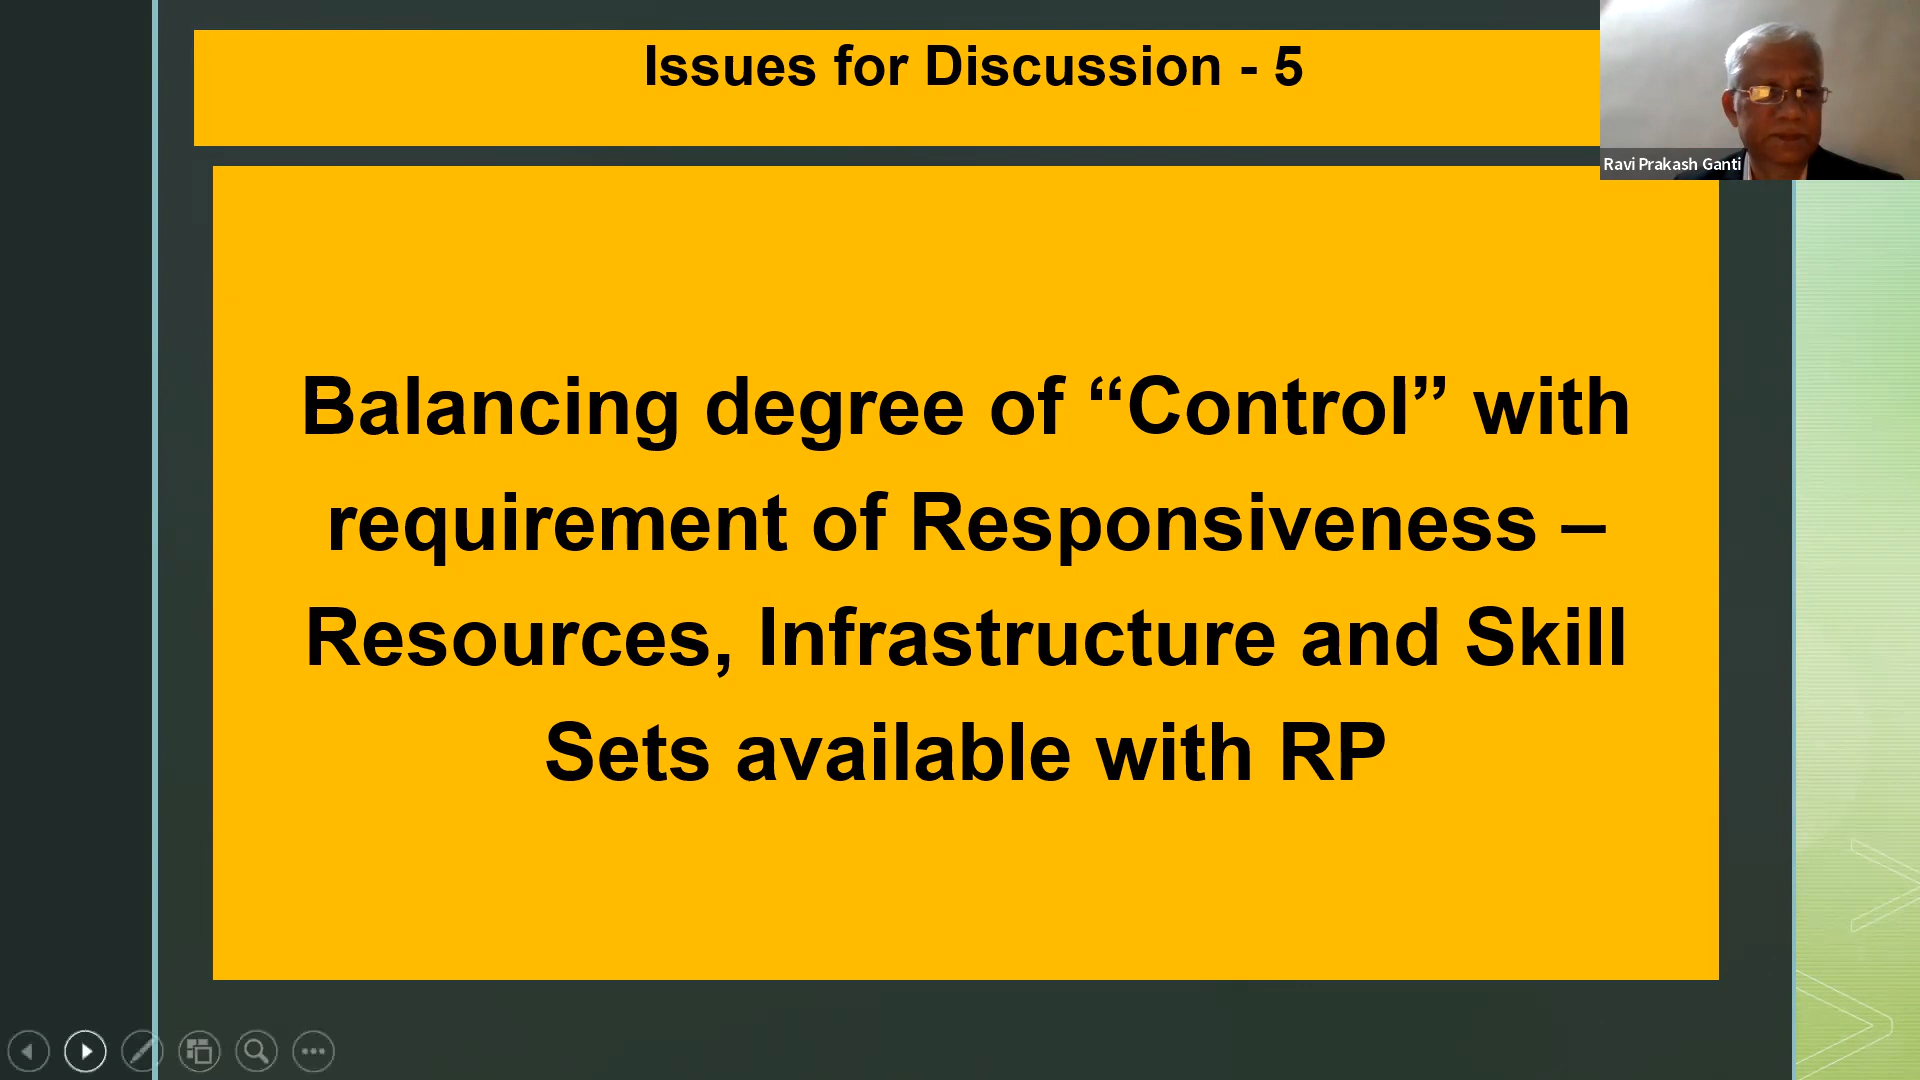 Issues for Discussion - 5
Ravi Prakash Ganti
Balancing degree of “Control” with
requirement of Responsiveness –
Resources, Infrastructure and Skill
Sets available with RP